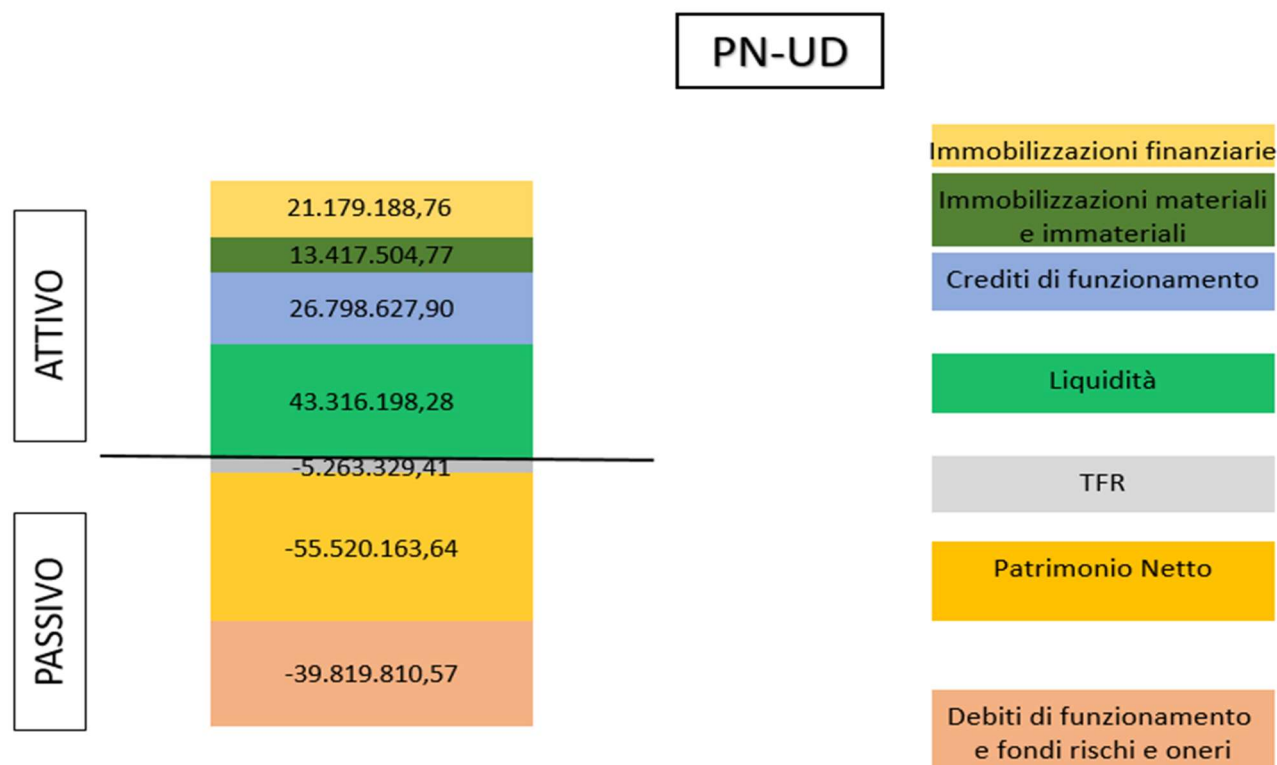 PN-UD
ATTIVO
PASSIVO
21.179.188,76
13.417.504,77
26.798.627,90
43.316.198,28
-5.263.329,41
-55.520.163,64
-39.819.810,57
Immobilizzazioni finanziarie
Immobilizzazioni materiali
e immateriali
Crediti di funzionamento
Liquidità
TFR
Patrimonio Netto
Debiti di funzionamento
e fondi rischi e oneri